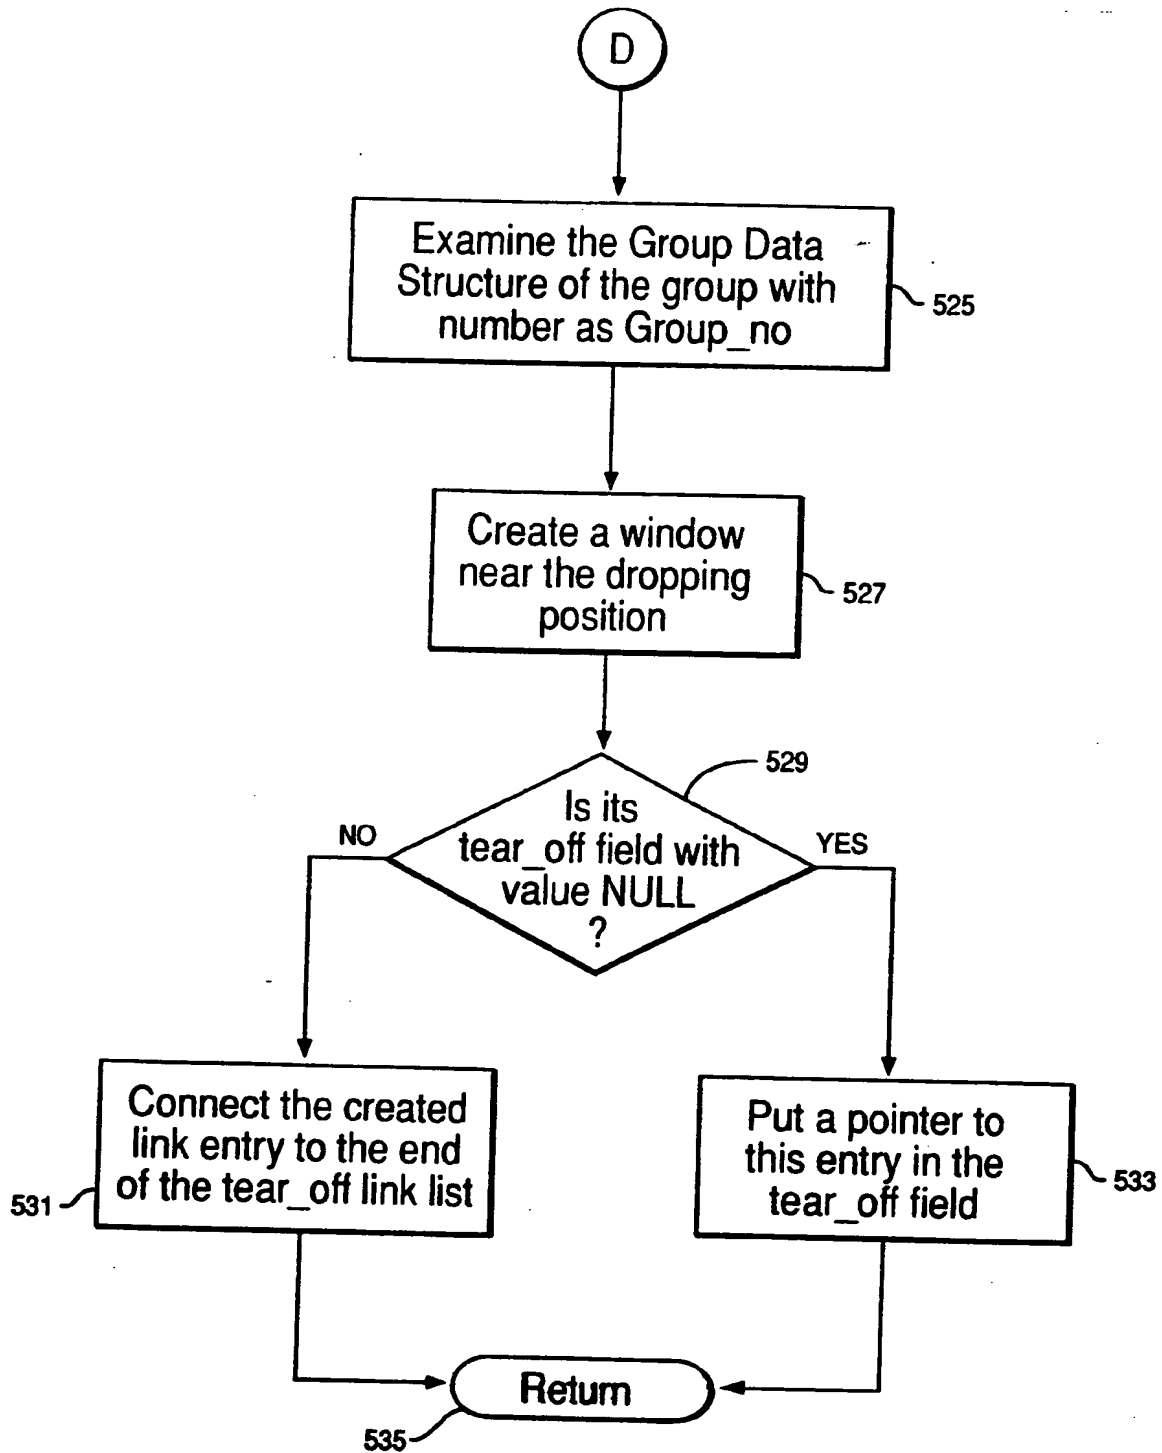 D
Examine the Group Data
Structure of the group with
number as Group_no
525
Create a window
near the dropping
position
527
529
Is its
tear_off field with
value NULL
?
NO
YES
Connect the created
link entry to the end
of the tear_off link list
531
Put a pointer to
this entry in the
tear_off field
533
Return
535